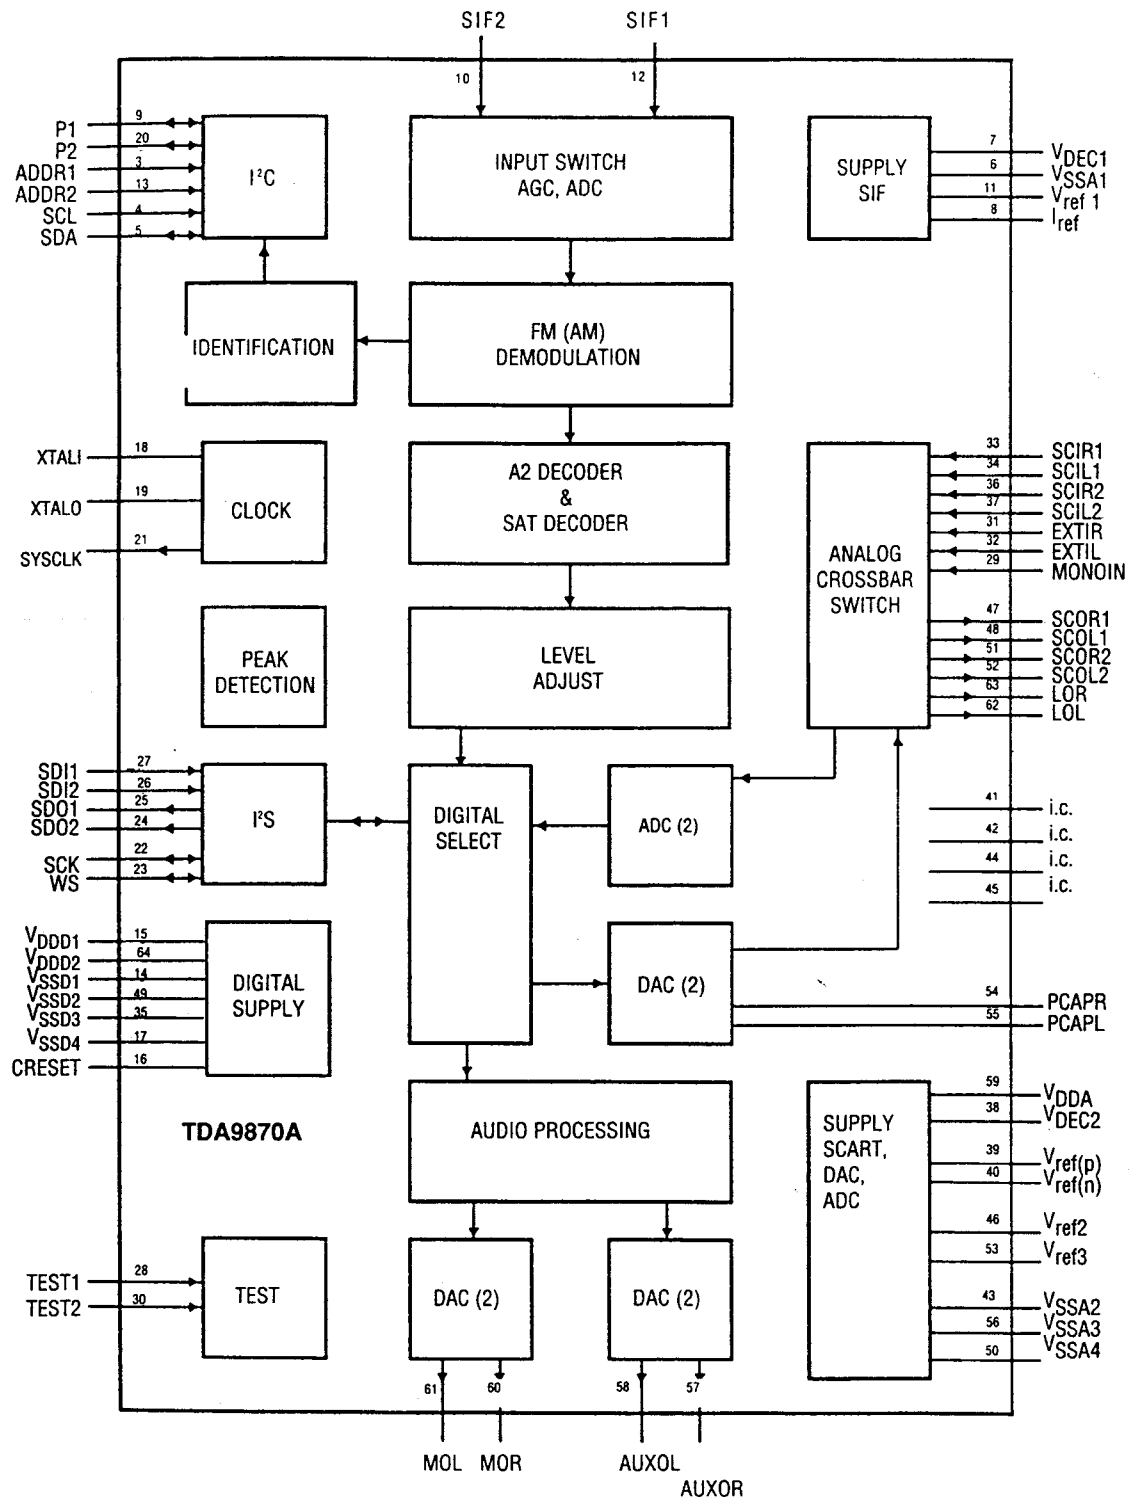 SIF2
SIF1
10
12
P1
9
P2
20
ADDR1
3
ADDR2
13
SCL
4
SDA
5
I²C
INPUT SWITCH
AGC, ADC
SUPPLY
SIF
7
VDEC1
6
VSSA1
11
Vref 1
8
Iref
IDENTIFICATION
FM (AM)
DEMODULATION
XTALI
18
XTALO
19
SYSCLK
21
CLOCK
A2 DECODER
&
SAT DECODER
ANALOG
CROSSBAR
SWITCH
33
SCIR1
34
SCIL1
36
SCIR2
37
SCIL2
31
EXTIR
32
EXTIL
29
MONOIN
47
SCOR1
48
SCOL1
51
SCOR2
52
SCOL2
63
LOR
62
LOL
PEAK
DETECTION
LEVEL
ADJUST
SDI1
27
SDI2
26
SDO1
25
SDO2
24
SCK
22
WS
23
I²S
DIGITAL
SELECT
ADC (2)
41
i.c.
42
i.c.
44
i.c.
45
i.c.
VDDD1
15
VDDD2
64
VSSD1
14
VSSD2
49
VSSD3
35
VSSD4
17
CRESET
16
DIGITAL
SUPPLY
DAC (2)
54
PCAPR
55
PCAPL
TDA9870A
AUDIO PROCESSING
SUPPLY
SCART,
DAC,
ADC
59
VDDA
38
VDEC2
39
Vref(p)
40
Vref(n)
46
Vref2
53
Vref3
43
VSSA2
56
VSSA3
50
VSSA4
TEST1
28
TEST2
30
TEST
DAC (2)
DAC (2)
61
60
58
57
MOL
MOR
AUXOL
AUXOR